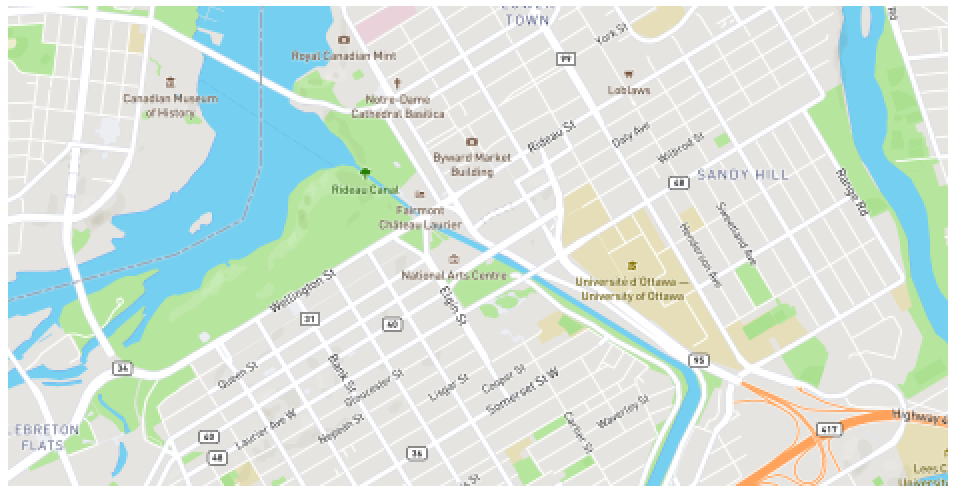 TOWN
York St
Royal Canadian Mint
99
Loblaws
Canadian Museum
of History
Notre-Dame
Cathedral Basilica
Rideau St
Daly Ave
Wilbrod St
Byward Market
Building
SANDY HILL
48
Rideau Canal
Range Rd
Fairmont
Château Laurier
Sweetland Ave
Henderson Ave
National Arts Centre
Université d'Ottawa —
University of Ottawa
Wellington St
Elgin St
31
60
34
95
Queen St
Bank St
Gloucester St
Lisgar St
Cooper St
Somerset St W
Laurier Ave W
Nepean St
Cartier St
Waverley St
Highway 4
417
LEBRETON
FLATS
60
48
36
Lees C
Universit